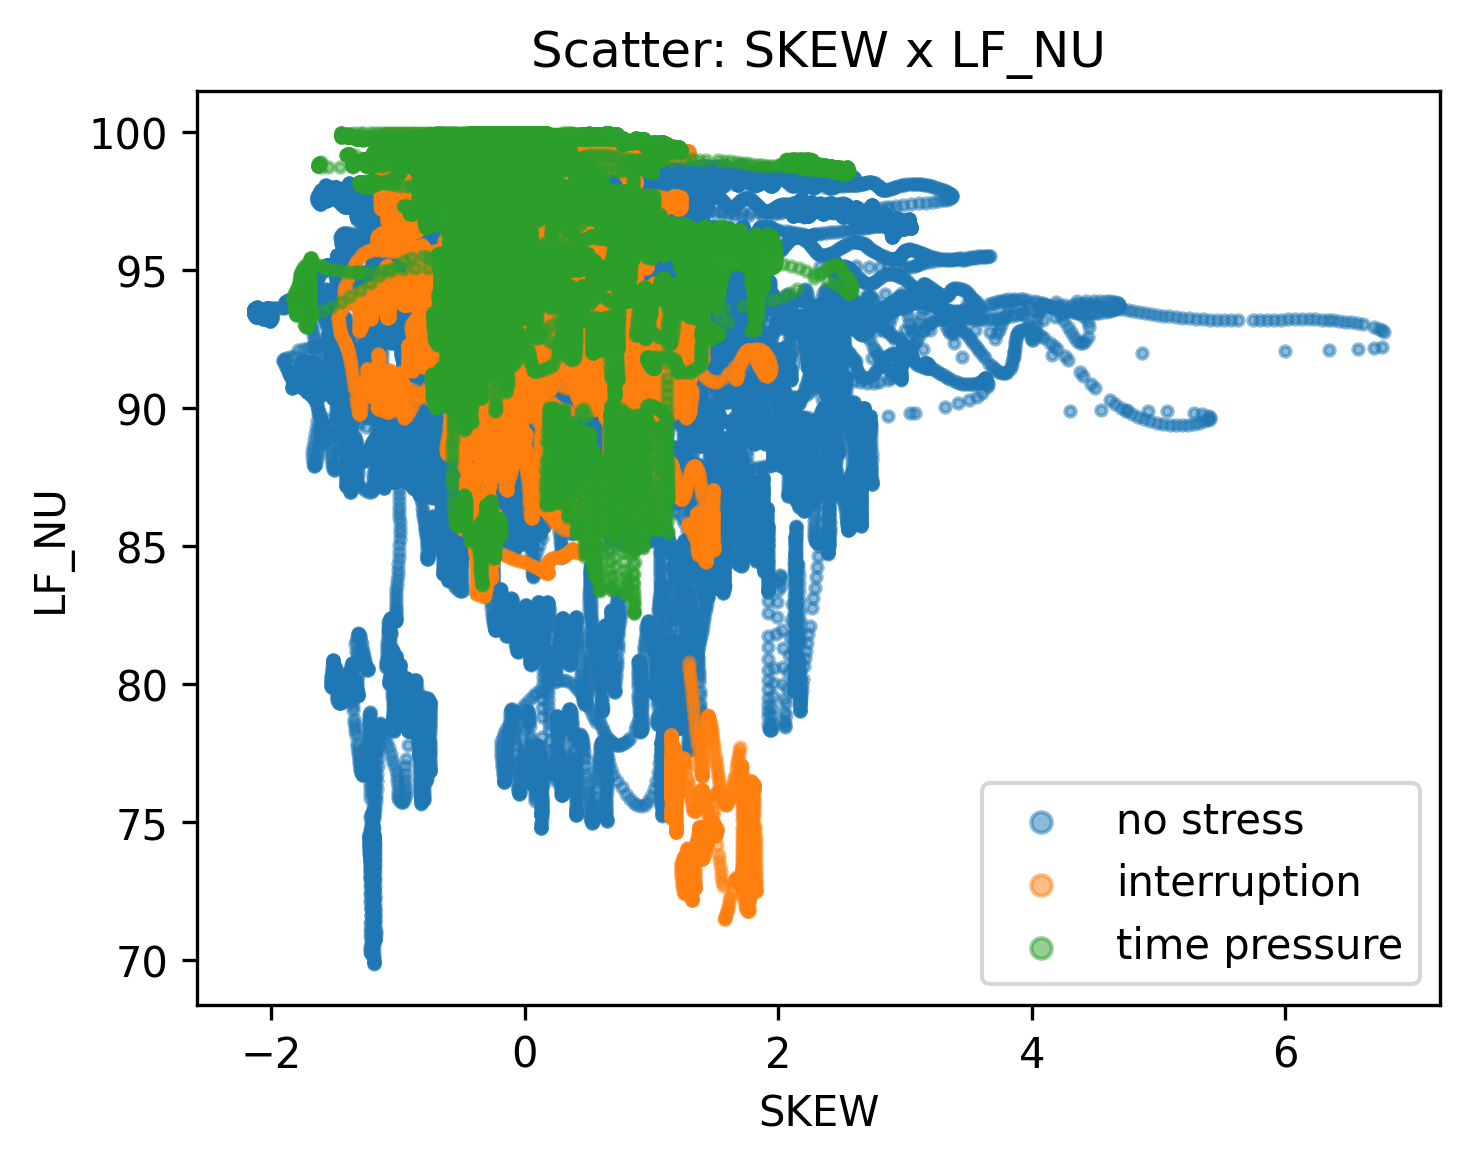 Scatter: SKEW x LF_NU
100
95
90
85
80
75
70
LF_NU
−2
0
2
4
6
SKEW
no stress
interruption
time pressure